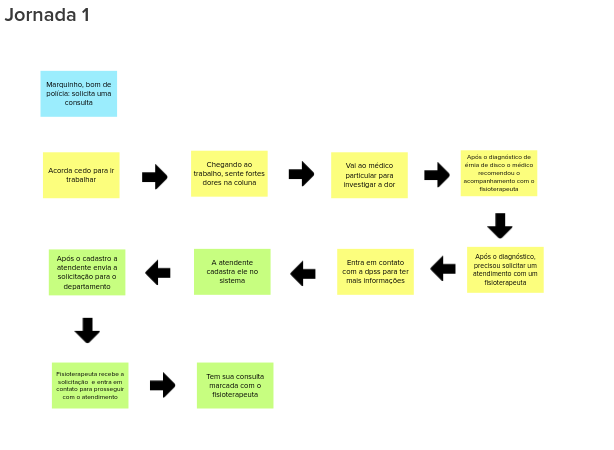 Jornada 1
Marquinho, bom de
polícia: solicita uma
consulta
Acorda cedo para ir
trabalhar
Chegando ao
trabalho, sente fortes
dores na coluna
Vai ao médico
particular para
investigar a dor
Após o diagnóstico de
érnia de disco o médico
recomendou o
acompanhamento com o
fisioterapeuta
Após o diagnóstico,
precisou solicitar um
atendimento com um
fisioterapeuta
Entra em contato
com a dpss para ter
mais informações
A atendente
cadastra ele no
sistema
Após o cadastro a
atendente envia a
solicitação para o
departamento
Fisioterapeuta recebe a
solicitação e entra em
contato para prosseguir
com o atendimento
Tem sua consulta
marcada com o
fisioterapeuta